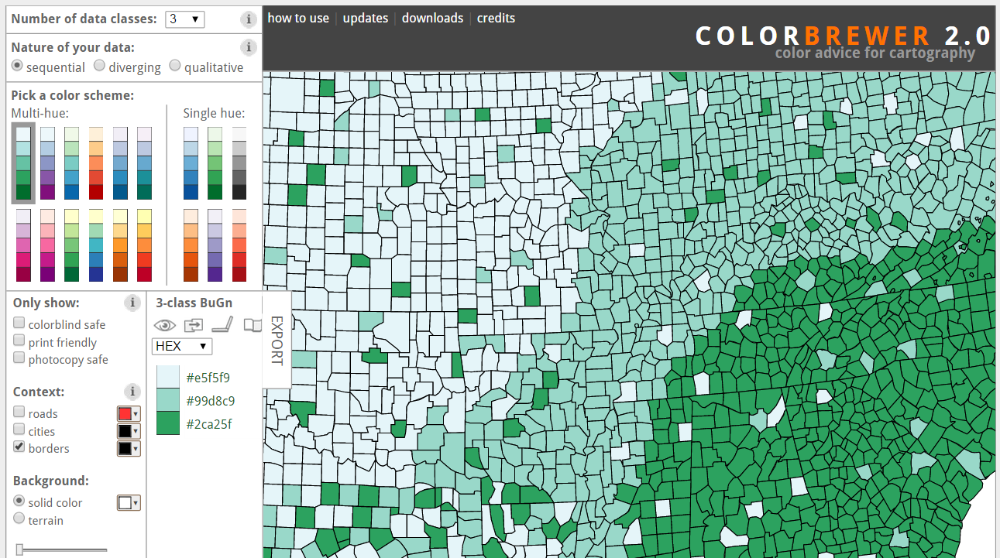 Number of data classes: 3 i
how to use | updates | downloads | credits
COLORBREWER 2.0
color advice for cartography
Nature of your data: i
sequential diverging qualitative
Pick a color scheme:
Multi-hue: Single hue:
Only show: i
colorblind safe
print friendly
photocopy safe
Context: i
roads
cities
borders
Background:
solid color
terrain
3-class BuGn
HEX
#e5f5f9
#99d8c9
#2ca25f
EXPORT